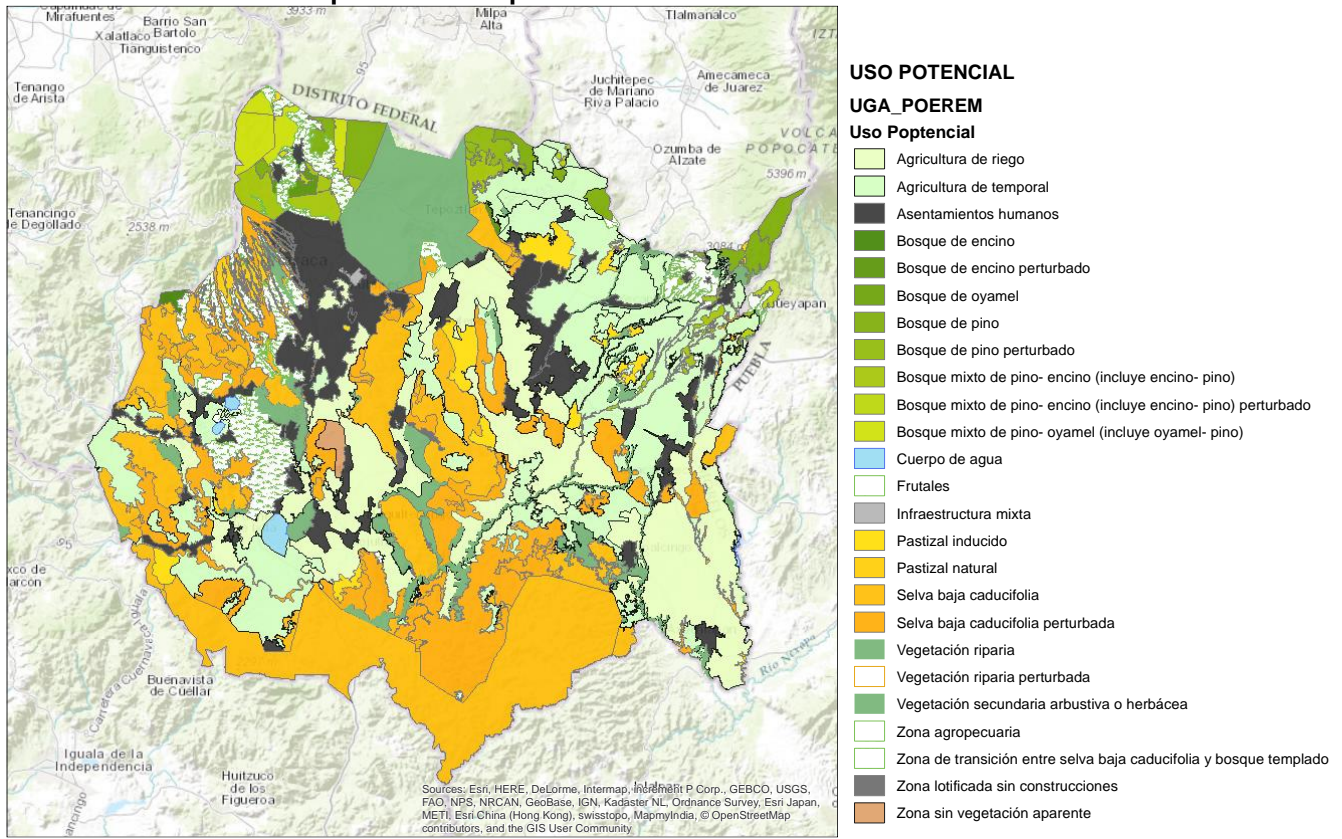 Mirafuentes
Barrio San
Bartolo
Xalatlaco
Tianguistenco
3933 m
Milpa
Alta
Tlalmanalco
Tenango
de Arista
95
Juchitepec
de Mariano
Riva Palacio
Amecameca
de Juarez
DISTRITO FEDERAL
Ozumba de
Alzate
VOLCA
POPOCATE
5396 m
Tenancingo
de Degollado
2538 m
3084 m
PUEBLA
95
Buenavista
de Cuéllar
Carretera Cuernavaca Iguala
Iguala de la
Independencia
Huitzuco
de los
Figueroa
Río Nexapa
Sources: Esri, HERE, DeLorme, Intermap, increment P Corp., GEBCO, USGS,
FAO, NPS, NRCAN, GeoBase, IGN, Kadaster NL, Ordnance Survey, Esri Japan,
METI, Esri China (Hong Kong), swisstopo, MapmyIndia, © OpenStreetMap
contributors, and the GIS User Community
USO POTENCIAL
UGA_POEREM
Uso Poptencial
Agricultura de riego
Agricultura de temporal
Asentamientos humanos
Bosque de encino
Bosque de encino perturbado
Bosque de oyamel
Bosque de pino
Bosque de pino perturbado
Bosque mixto de pino- encino (incluye encino- pino)
Bosque mixto de pino- encino (incluye encino- pino) perturbado
Bosque mixto de pino- oyamel (incluye oyamel- pino)
Cuerpo de agua
Frutales
Infraestructura mixta
Pastizal inducido
Pastizal natural
Selva baja caducifolia
Selva baja caducifolia perturbada
Vegetación riparia
Vegetación riparia perturbada
Vegetación secundaria arbustiva o herbácea
Zona agropecuaria
Zona de transición entre selva baja caducifolia y bosque templado
Zona lotificada sin construcciones
Zona sin vegetación aparente